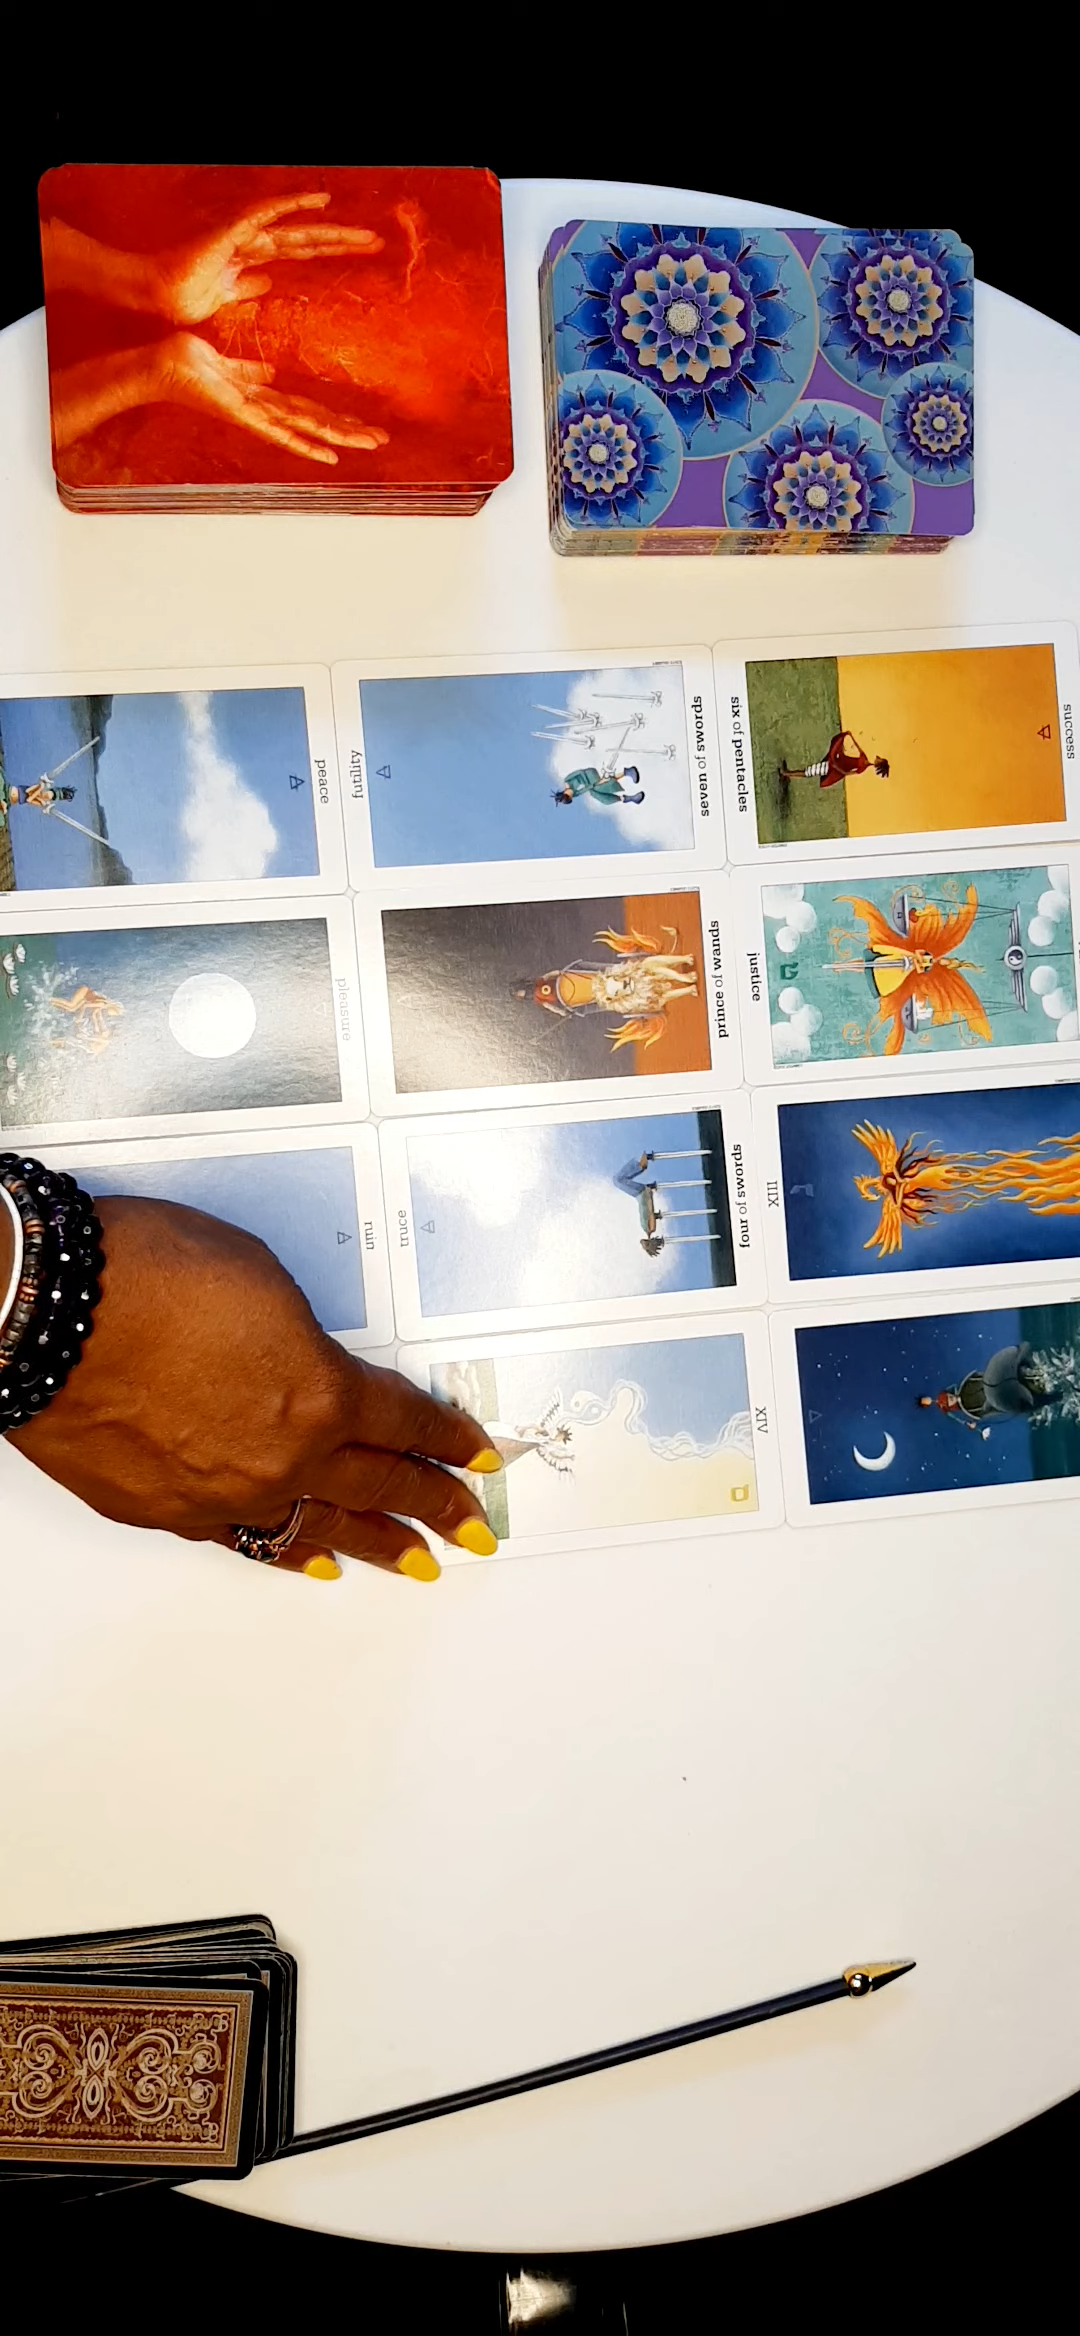 peace
futility
seven of swords
six of pentacles
success
pleasure
prince of wands
justice
ruin
truce
four of swords
XIII
XIV